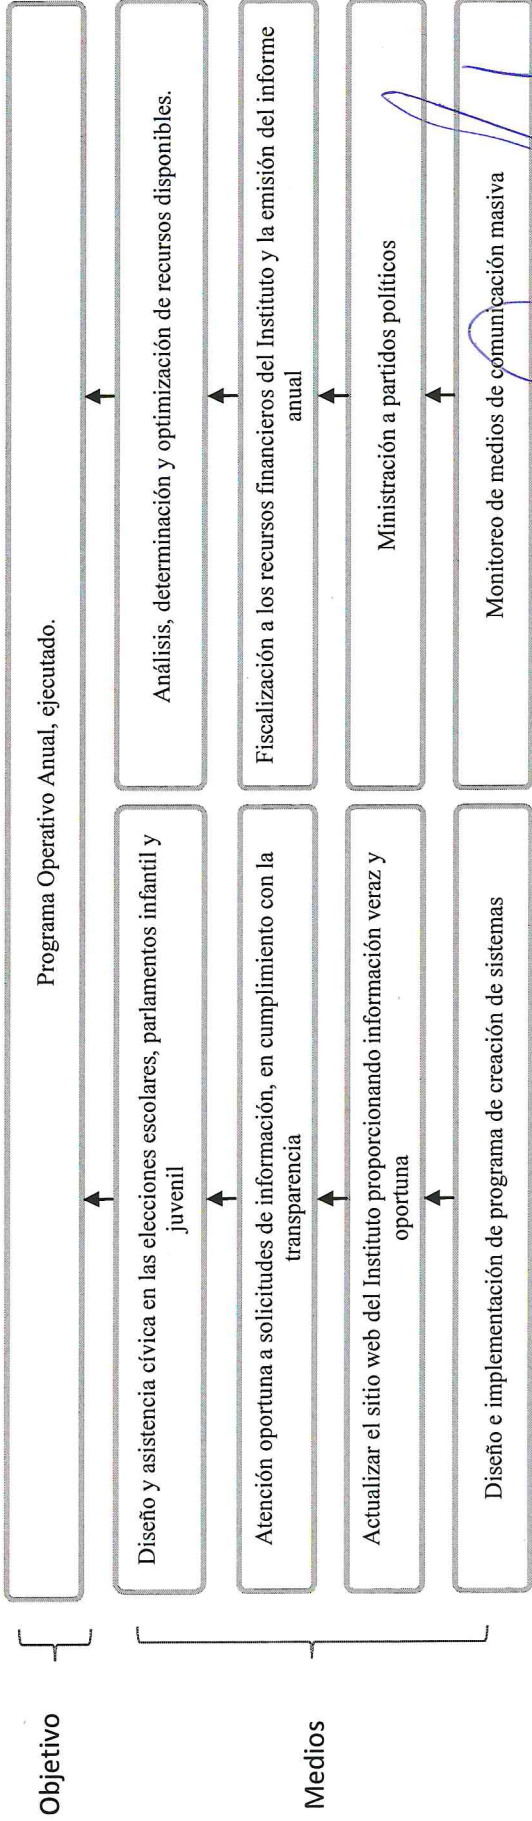 Objetivo
Programa Operativo Anual, ejecutado.
Medios
Diseño y asistencia cívica en las elecciones escolares, parlamentos infantil y
juvenil
Análisis, determinación y optimización de recursos disponibles.
Atención oportuna a solicitudes de información, en cumplimiento con la
transparencia
Fiscalización a los recursos financieros del Instituto y la emisión del informe
anual
Actualizar el sitio web del Instituto proporcionando información veraz y
oportuna
Ministración a partidos políticos
Diseño e implementación de programa de creación de sistemas
Monitoreo de medios de comunicación masiva